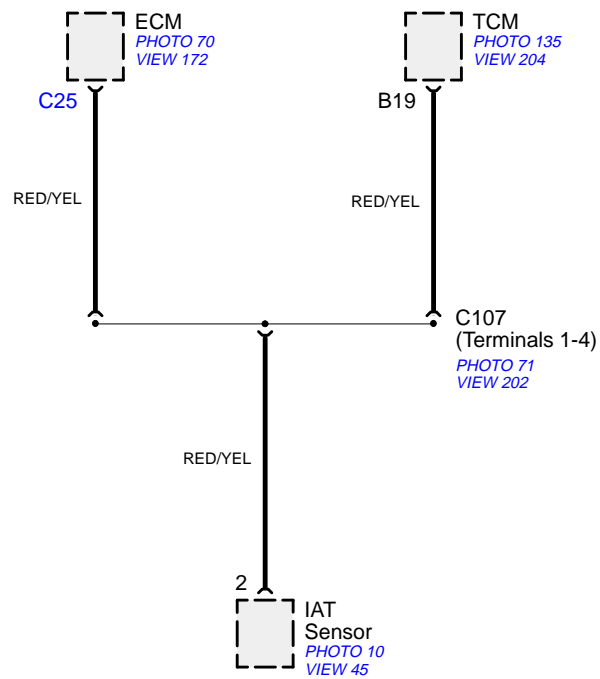 ECM
PHOTO 70
VIEW 172
C25
TCM
PHOTO 135
VIEW 204
B19
RED/YEL
RED/YEL
C107
(Terminals 1-4)
PHOTO 71
VIEW 202
RED/YEL
2
IAT
Sensor
PHOTO 10
VIEW 45